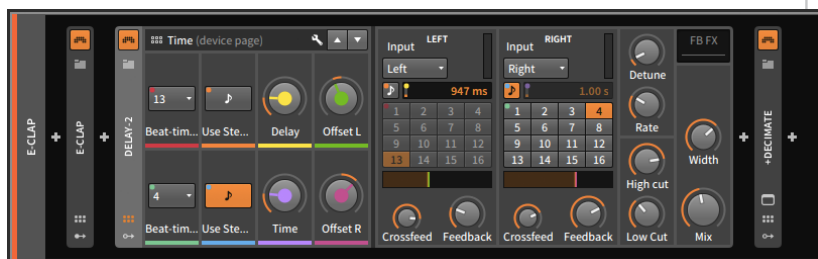 E-CLAP
E-CLAP
DELAY-2
Time (device page)
13
Beat-tim... Use Ste... Delay Offset L
4
Beat-tim... Use Ste... Time Offset R
LEFT
Input
Left
947 ms
1 2 3 4
5 6 7 8
9 10 11 12
13 14 15 16
Crossfeed Feedback
RIGHT
Input
Right
1.00 s
1 2 3 4
5 6 7 8
9 10 11 12
13 14 15 16
Crossfeed Feedback
Detune
Rate
High cut
Low Cut
FB FX
Width
Mix
+DECIMATE